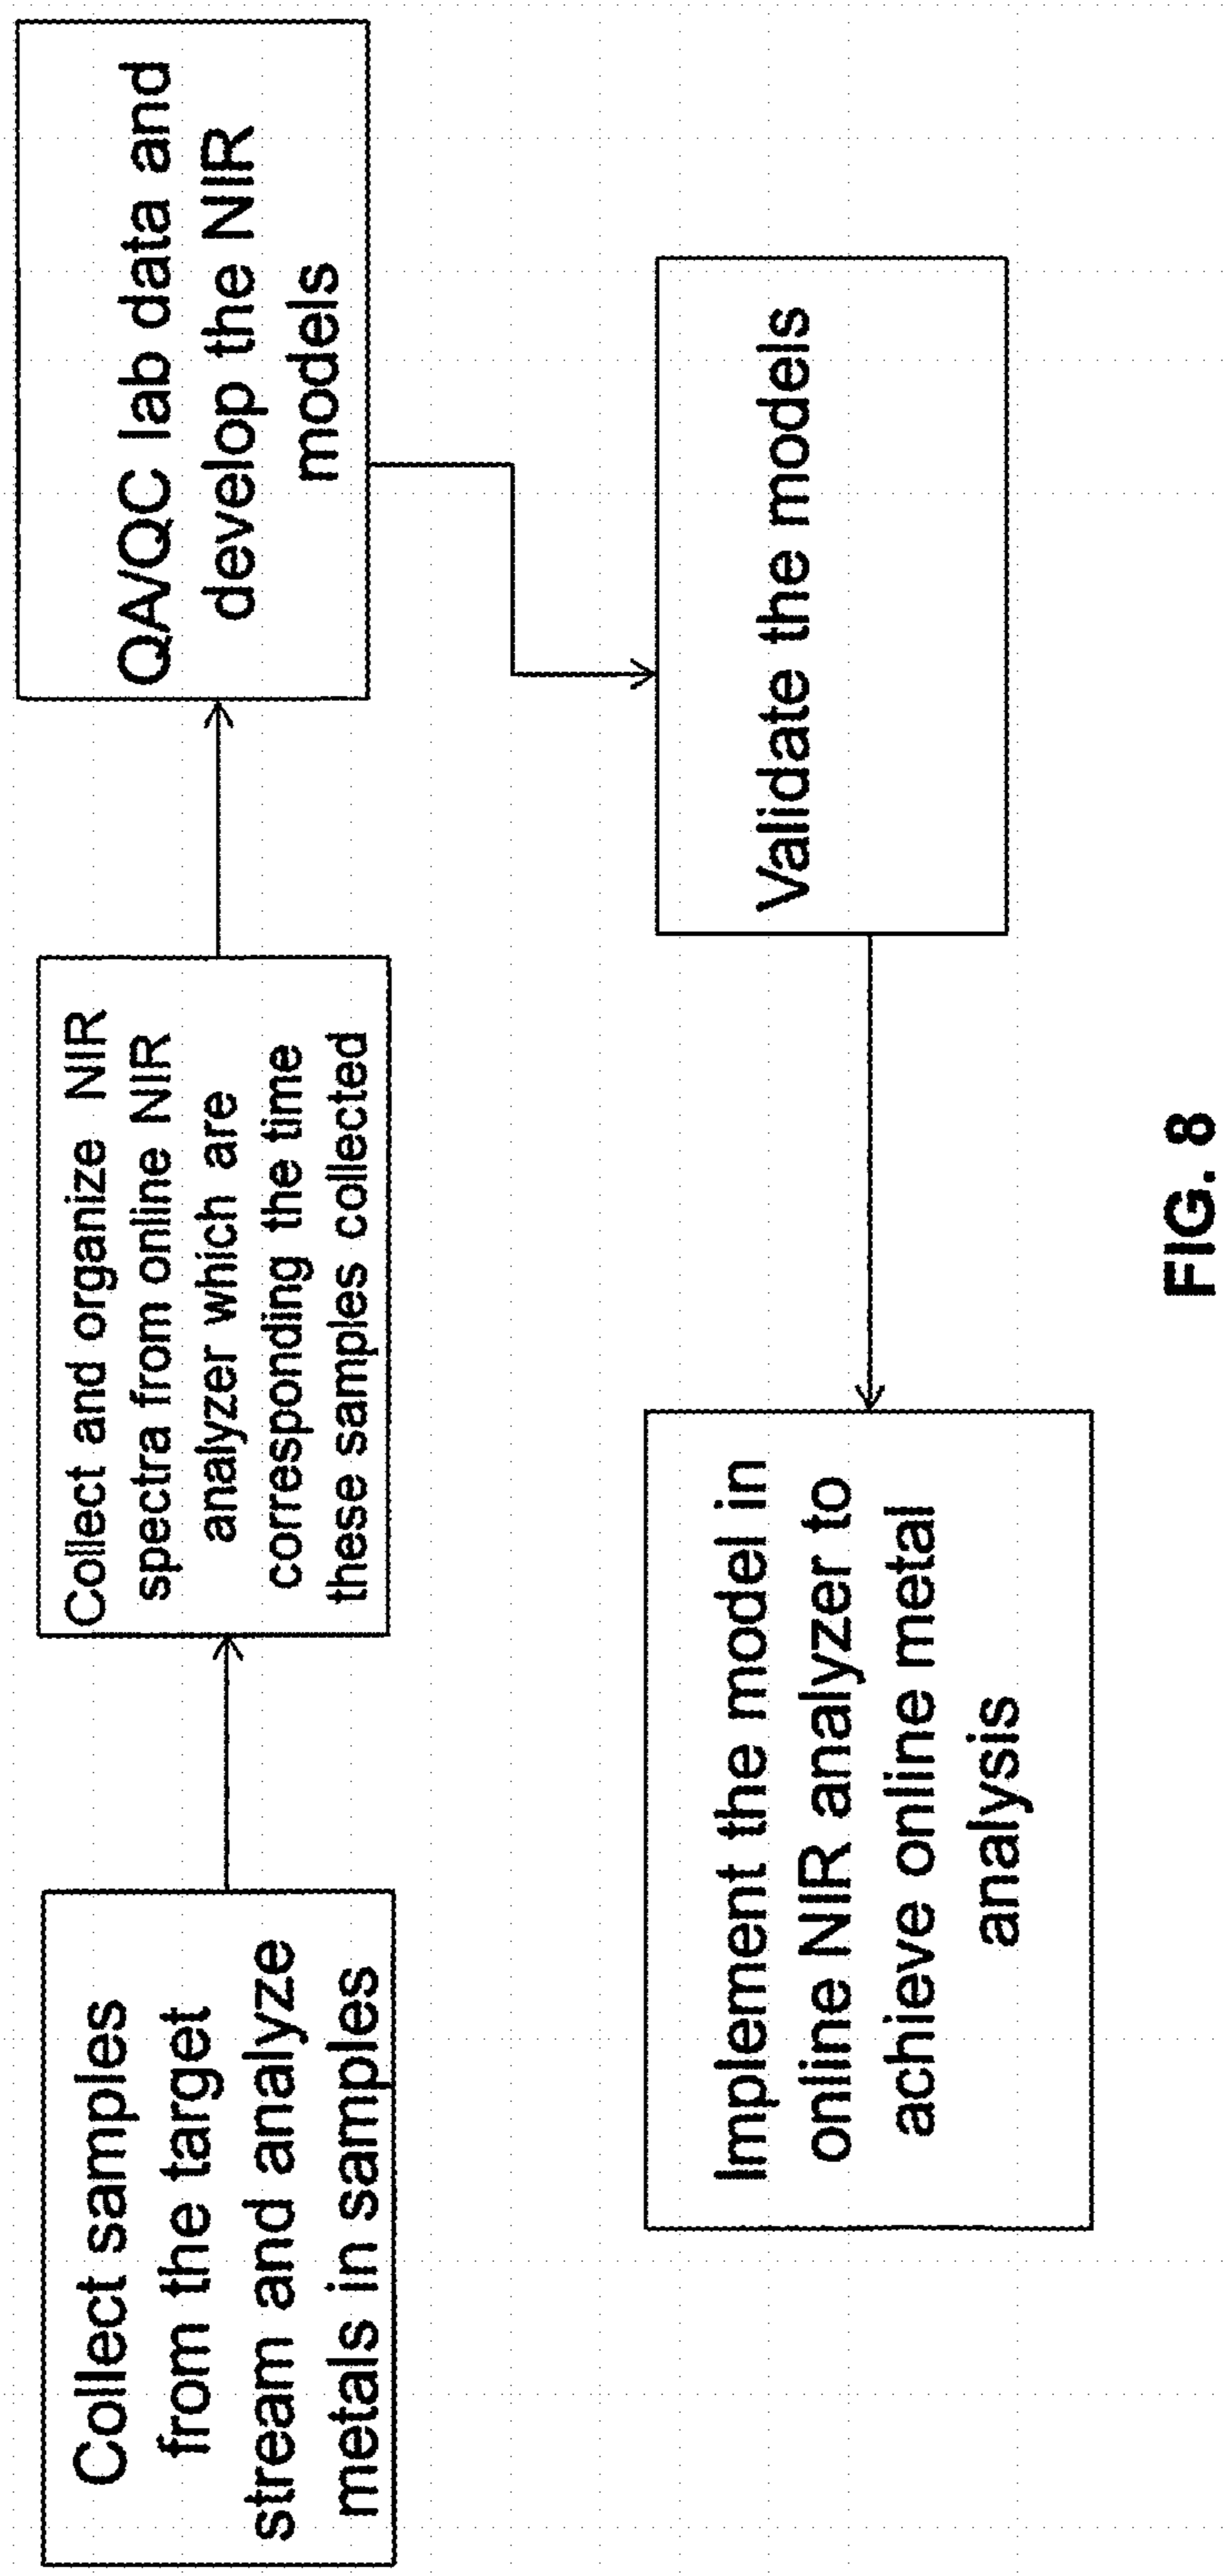 Collect samples
from the target
stream and analyze
metals in samples
Collect and organize NIR
spectra from online NIR
analyzer which are
corresponding the time
these samples collected
QA/QC lab data and
develop the NIR
models
Validate the models
Implement the model in
online NIR analyzer to
achieve online metal
analysis
FIG. 8